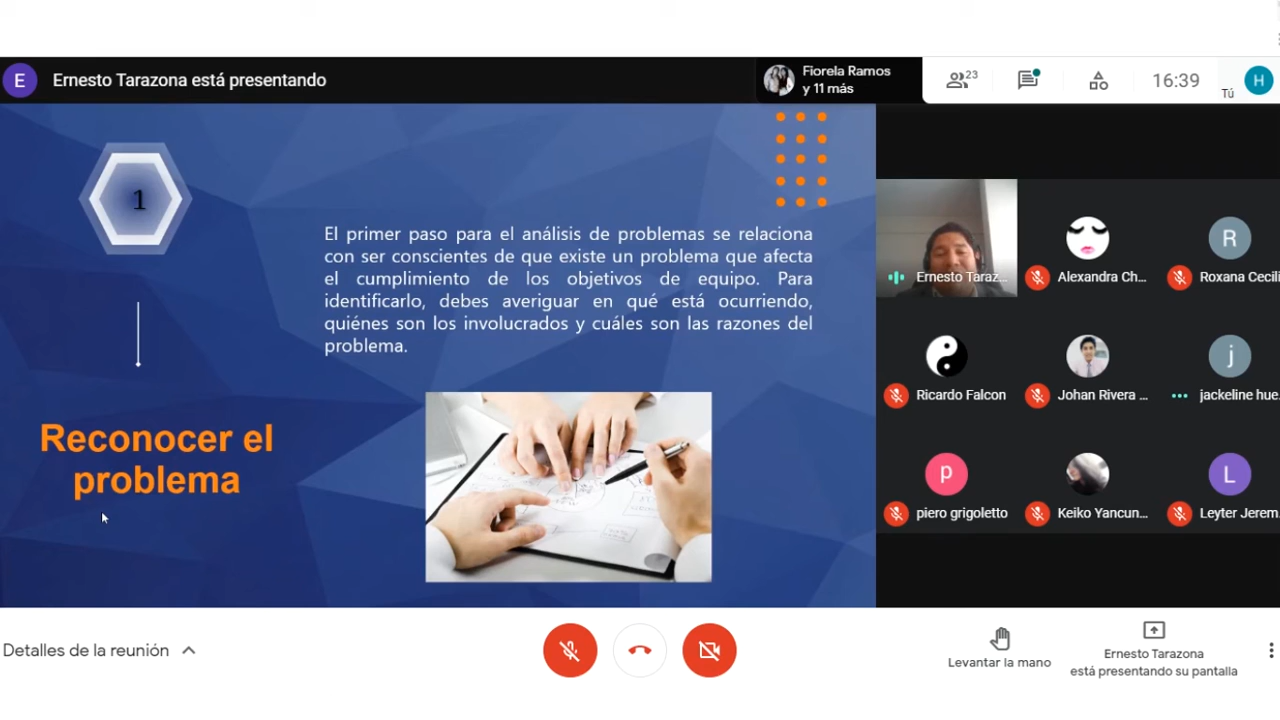 E
Ernesto Tarazona está presentando
Fiorela Ramos
y 11 más
23
16:39
Tú
H
1
El primer paso para el análisis de problemas se relaciona
con ser conscientes de que existe un problema que afecta
el cumplimiento de los objetivos de equipo. Para
identificarlo, debes averiguar en qué está ocurriendo,
quiénes son los involucrados y cuáles son las razones del
problema.
Reconocer el
problema
Ernesto Taraz...
Alexandra Ch...
R
Roxana Cecili
Ricardo Falcon
Johan Rivera ...
j
jackeline hue.
p
piero grigoletto
Keiko Yancun...
L
Leyter Jerem.
Detalles de la reunión
Levantar la mano
Ernesto Tarazona
está presentando su pantalla